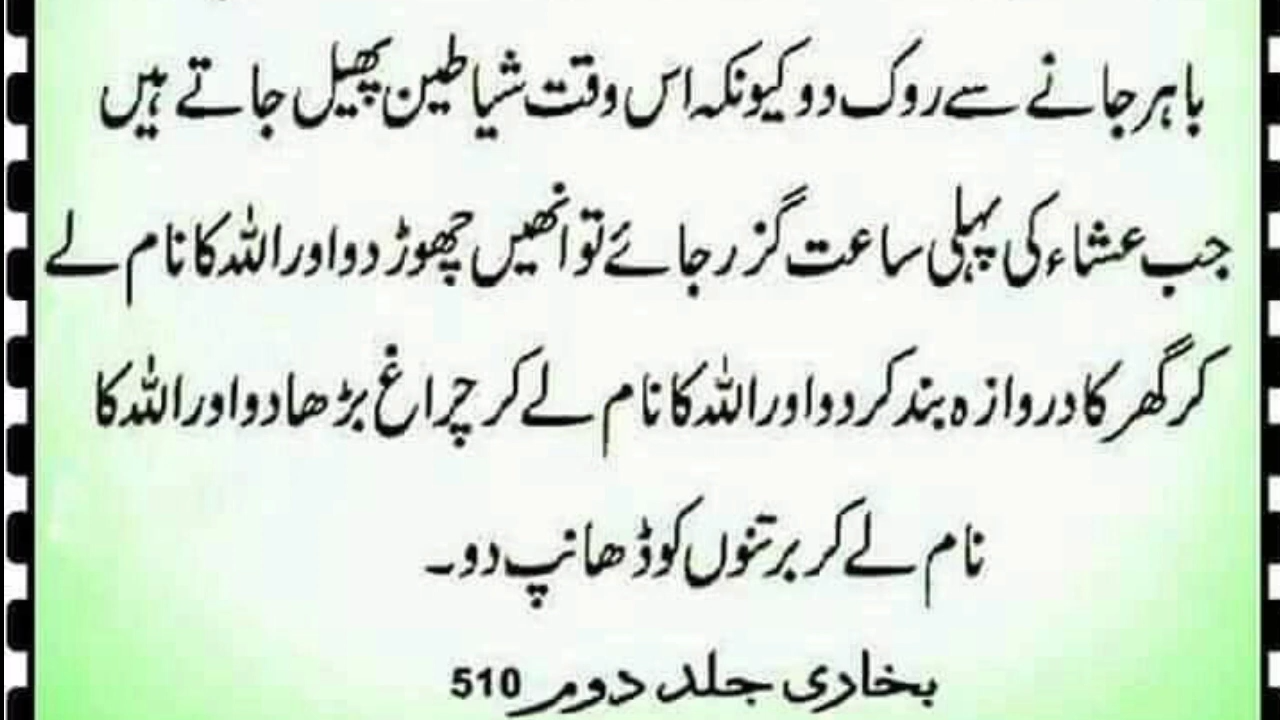 باہر جانے سے روک دو کیونکہ اس وقت شیاطین پھیل جاتے ہیں
جب عشاء کی پہلی ساعت گزر جائے تو انھیں چھوڑ دو اور اللہ کا نام لے
کر گھر کا دروازہ بند کر دو اور اللہ کا نام لے کر چراغ بڑھا دو اور اللہ کا
نام لے کر برتنوں کو ڈھانپ دو۔
بخاری جلد دوم 510